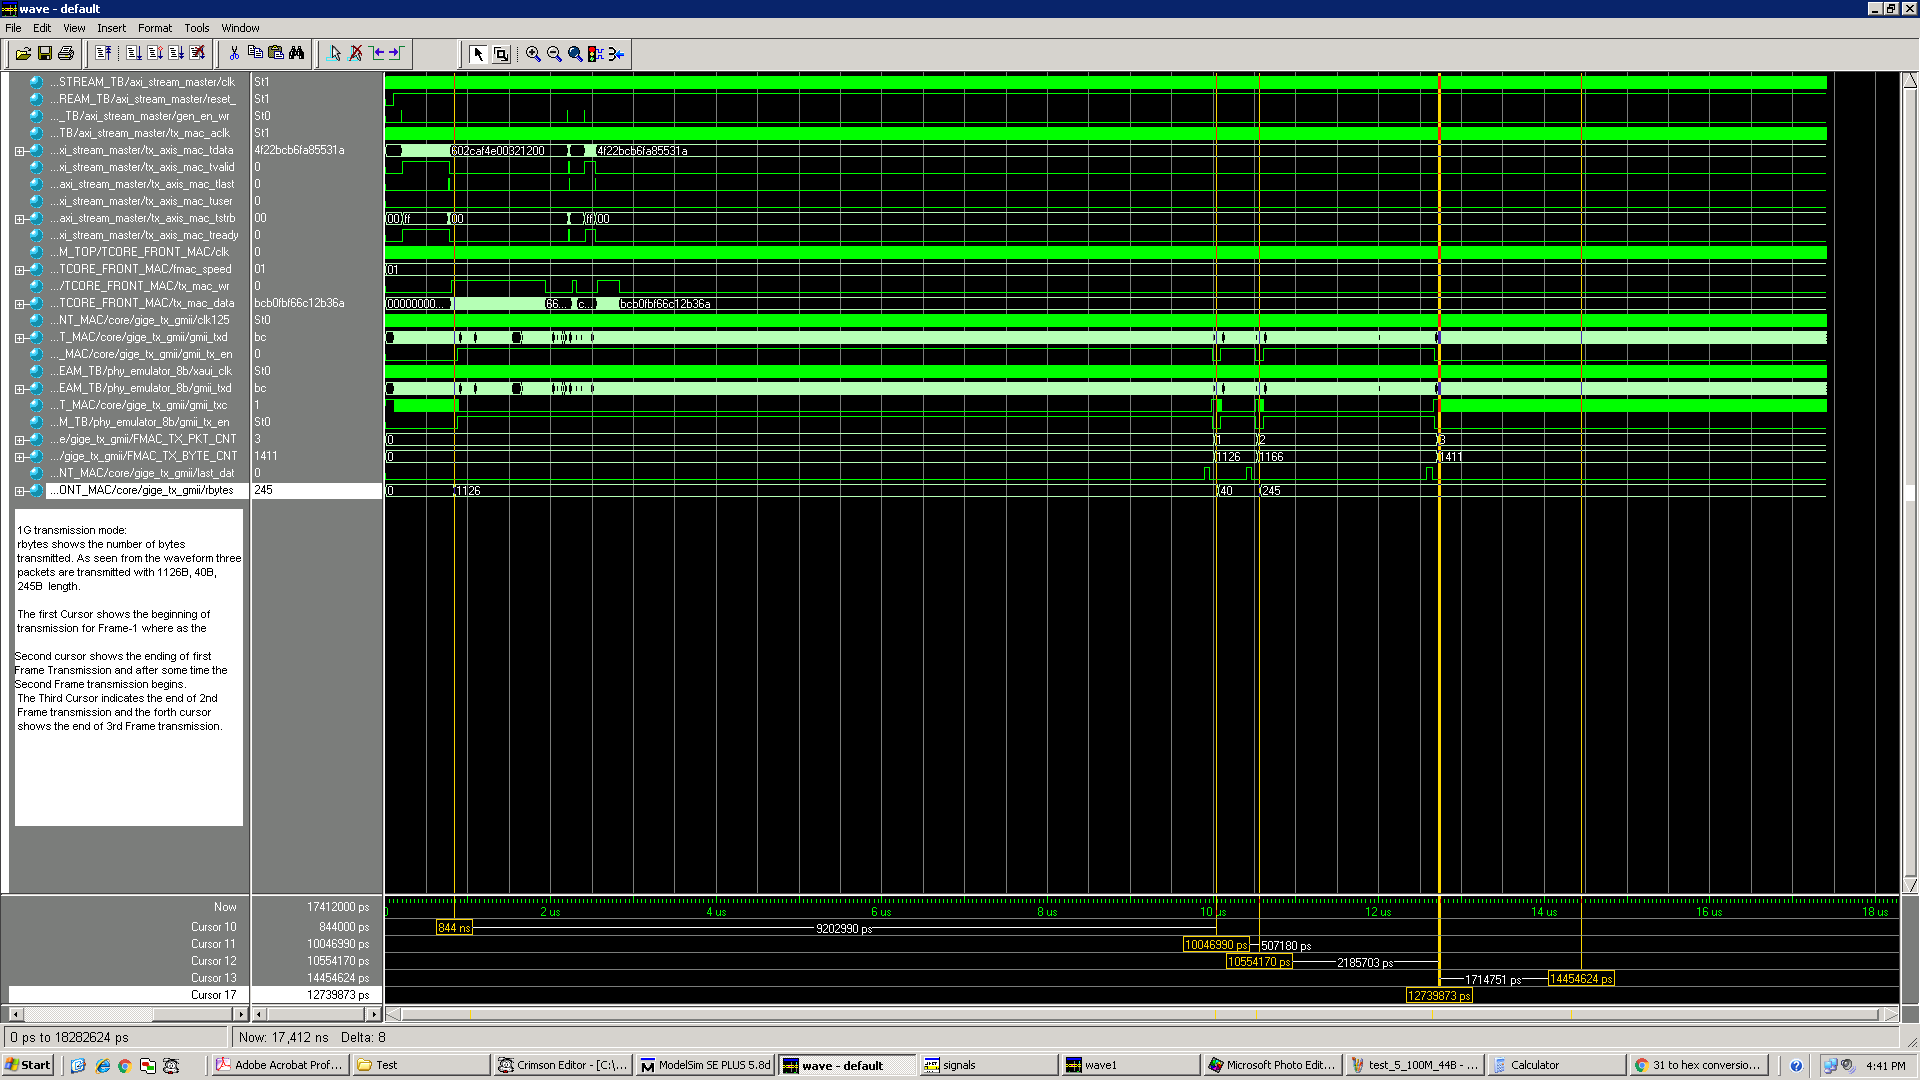 wave - default
File Edit View Insert Format Tools Window
...STREAM_TB/axi_stream_master/clk St1
...REAM_TB/axi_stream_master/reset_ St1
..._TB/axi_stream_master/gen_en_wr St0
...TB/axi_stream_master/tx_mac_aclk St1
...xi_stream_master/tx_axis_mac_tdata 4f22bcb6fa85531a 602caf4e00321200 4f22bcb6fa85531a
...xi_stream_master/tx_axis_mac_tvalid 0
...axi_stream_master/tx_axis_mac_tlast 0
...xi_stream_master/tx_axis_mac_tuser 0
...axi_stream_master/tx_axis_mac_tstrb 00 00 ff 00 ff 00
...xi_stream_master/tx_axis_mac_tready 0
...M_TOP/TCORE_FRONT_MAC/clk St1
...TCORE_FRONT_MAC/fmac_speed 01 01
.../TCORE_FRONT_MAC/tx_mac_wr 0
...TCORE_FRONT_MAC/tx_mac_data bcb0fbf66c12b36a 00000000... 66... c... bcb0fbf66c12b36a
...NT_MAC/core/gige_tx_gmii/clk125 St0
...T_MAC/core/gige_tx_gmii/gmii_txd bc
..._MAC/core/gige_tx_gmii/gmii_tx_en 0
...EAM_TB/phy_emulator_8b/xaui_clk St0
...EAM_TB/phy_emulator_8b/gmii_txd bc
...T_MAC/core/gige_tx_gmii/gmii_txc 1
...M_TB/phy_emulator_8b/gmii_tx_en St0
...e/gige_tx_gmii/FMAC_TX_PKT_CNT 3 0 1 2 3
.../gige_tx_gmii/FMAC_TX_BYTE_CNT 1411 0 1126 1166 1411
...NT_MAC/core/gige_tx_gmii/last_dat 0
...ONT_MAC/core/gige_tx_gmii/rbytes 245 0 1126 40 245
1G transmission mode:
rbytes shows the number of bytes
transmitted. As seen from the waveform three
packets are transmitted with 1126B, 40B,
245B length.
The first Cursor shows the beginning of
transmission for Frame-1 where as the
Second cursor shows the ending of first
Frame Transmission and after some time the
Second Frame transmission begins.
The Third Cursor indicates the end of 2nd
Frame transmission and the forth cursor
shows the end of 3rd Frame transmission.
Now 17412000 ps 2 us 4 us 6 us 8 us 10 us 12 us 14 us 16 us 18 us
Cursor 10 844000 ps 844 ns 9202990 ps
Cursor 11 10046990 ps 10046990 ps 507180 ps
Cursor 12 10554170 ps 10554170 ps 2185703 ps
Cursor 13 14454624 ps 1714751 ps 14454624 ps
Cursor 17 12739873 ps 12739873 ps
0 ps to 18282624 ps Now: 17,412 ns Delta: 8
Start Adobe Acrobat Prof... Test Crimson Editor - [C:\... ModelSim SE PLUS 5.8d wave - default signals wave1 Microsoft Photo Edit... test_5_100M_44B - ... Calculator 31 to hex conversio... 4:41 PM